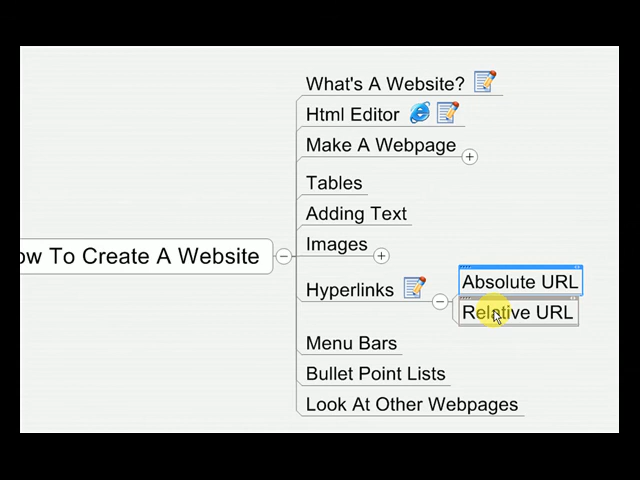 What's A Website?
Html Editor
Make A Webpage
Tables
Adding Text
ow To Create A Website
Images
Hyperlinks
Absolute URL
Relative URL
Menu Bars
Bullet Point Lists
Look At Other Webpages